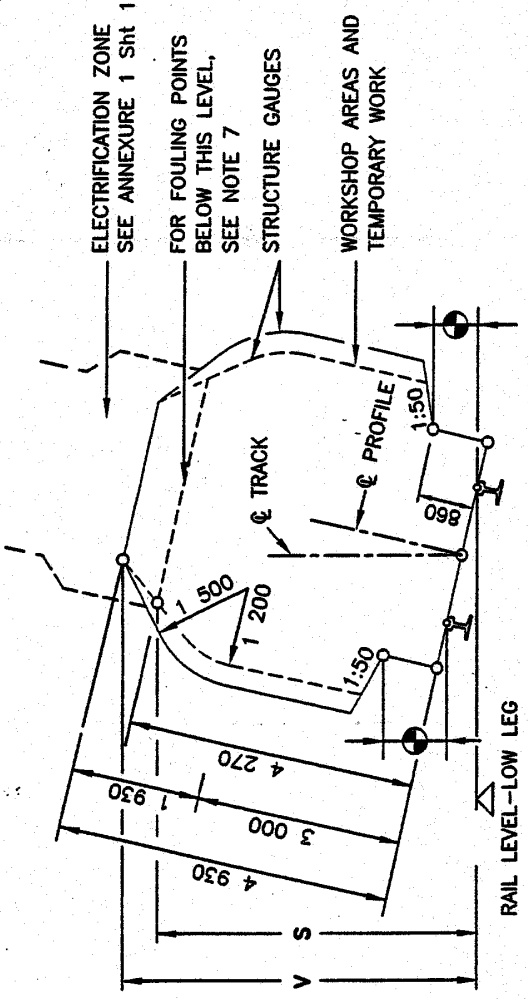 ELECTRIFICATION ZONE
SEE ANNEXURE 1 Sht 1
FOR FOULING POINTS
BELOW THIS LEVEL,
SEE NOTE 7
STRUCTURE GAUGES
WORKSHOP AREAS AND
TEMPORARY WORK
℄ TRACK
℄ PROFILE
1 500
1 200
1:50
1:50
860
4 270
1 930
3 000
4 930
S
V
RAIL LEVEL-LOW LEG